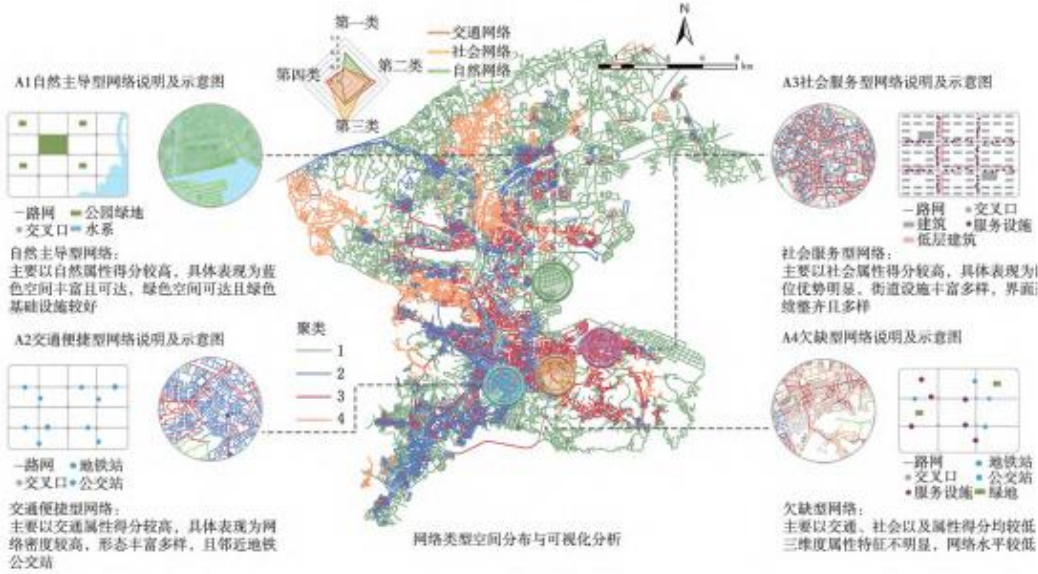 第一类
第二类
第三类
第四类
交通网络
社会网络
自然网络
N
8
km
A1自然主导型网络说明及示意图
路网 公园绿地
交叉口 水系
自然主导型网络：
主要以自然属性得分较高，具体表现为蓝
色空间丰富且可达，绿色空间可达且绿色
基础设施较好
A2交通便捷型网络说明及示意图
路网 地铁站
交叉口 公交站
交通便捷型网络：
主要以交通属性得分较高，具体表现为网
络密度较高，形态丰富多样，且邻近地铁
公交站
聚类
1
2
3
4
网络类型空间分布与可视化分析
A3社会服务型网络说明及示意图
路网 交叉口
建筑 服务设施
低层建筑
社会服务型网络：
主要以社会属性得分较高，具体表现为
位优势明显，街道设施丰富多样，界面
续整齐且多样
A4欠缺型网络说明及示意图
路网 地铁站
交叉口 公交站
服务设施 绿地
欠缺型网络：
主要以交通、社会以及属性得分均较低
三维度属性特征不明显，网络水平较低